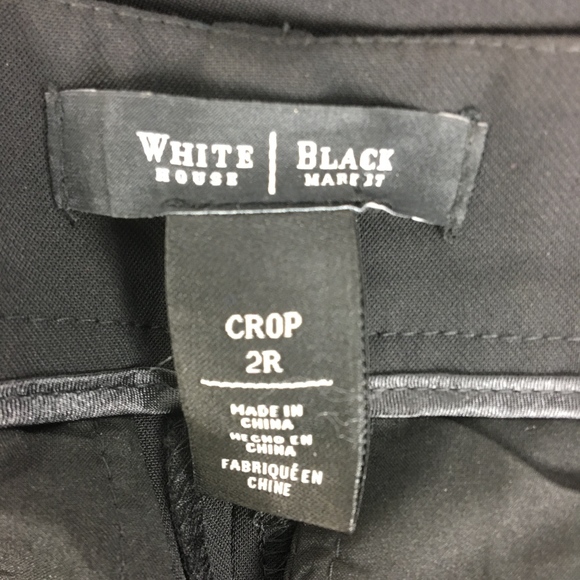 WHITE | BLACK
HOUSE | MARKET
CROP
2R
MADE IN
CHINA
HECHO EN
CHINA
FABRIQUÉ EN
CHINE